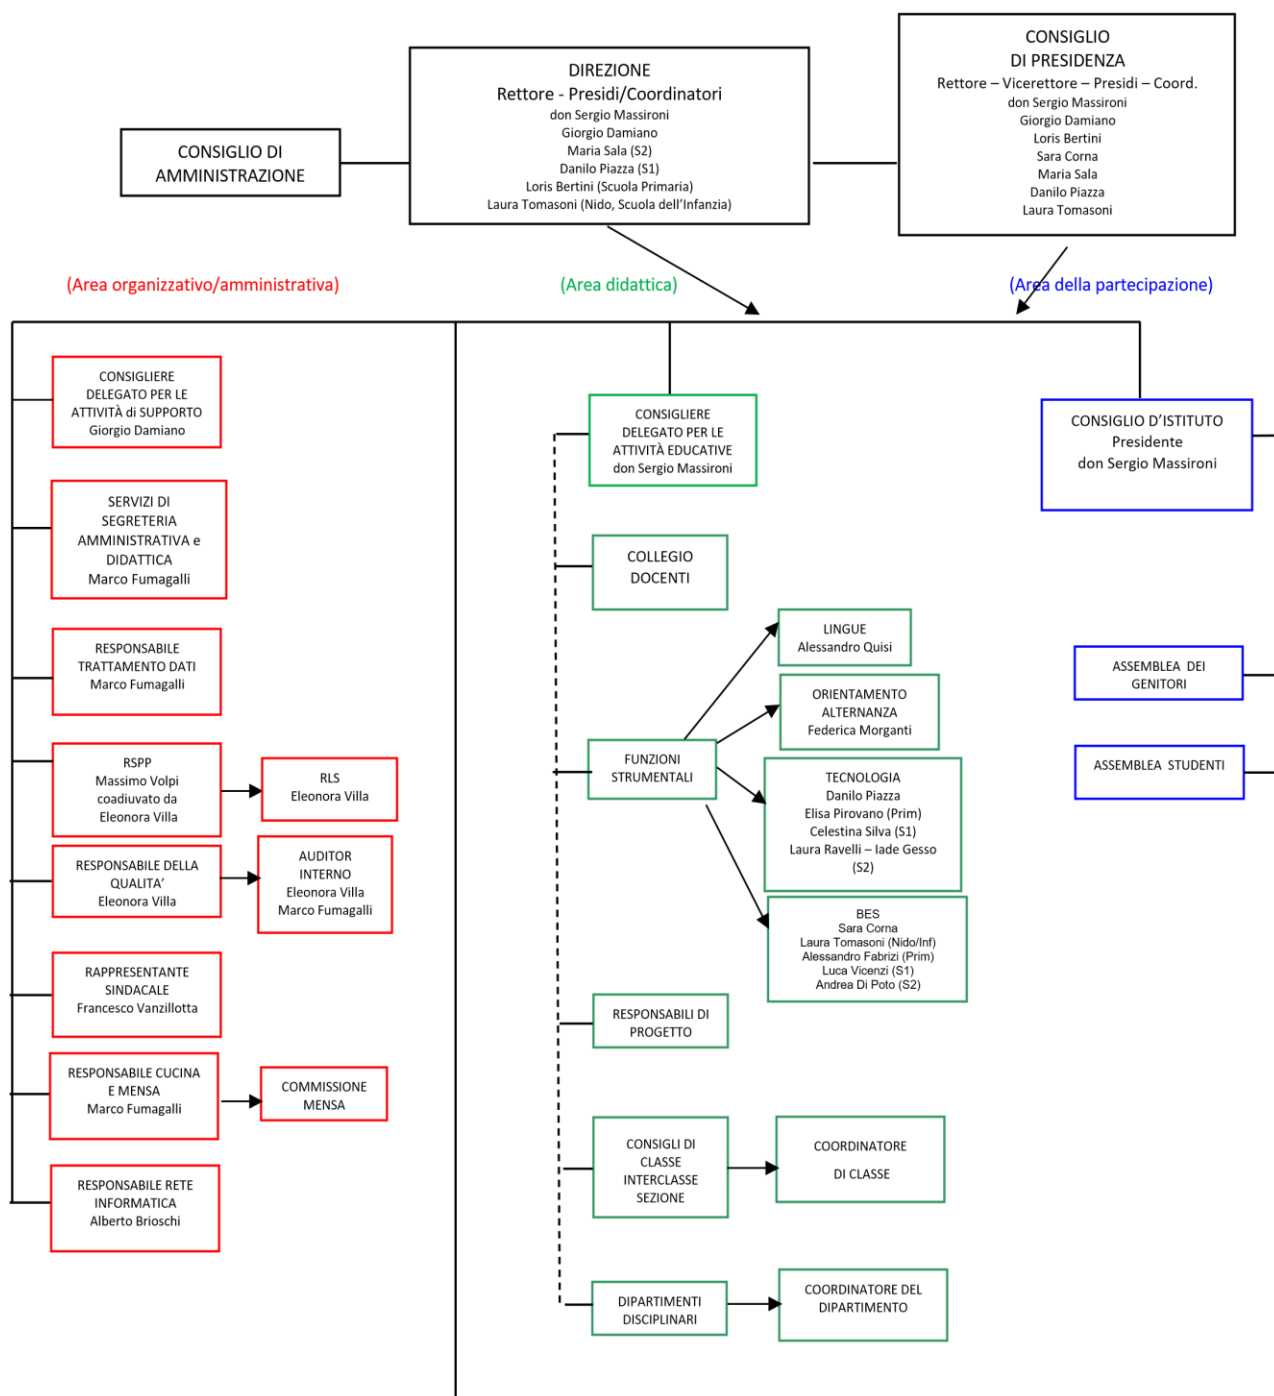 CONSIGLIO DI
AMMINISTRAZIONE
DIREZIONE
Rettore - Presidi/Coordinatori
don Sergio Massironi
Giorgio Damiano
Maria Sala (S2)
Danilo Piazza (S1)
Loris Bertini (Scuola Primaria)
Laura Tomasoni (Nido, Scuola dell’Infanzia)
CONSIGLIO
DI PRESIDENZA
Rettore – Vicerettore – Presidi – Coord.
don Sergio Massironi
Giorgio Damiano
Loris Bertini
Sara Corna
Maria Sala
Danilo Piazza
Laura Tomasoni
(Area organizzativo/amministrativa)
(Area didattica)
(Area della partecipazione)
CONSIGLIERE
DELEGATO PER LE
ATTIVITÀ di SUPPORTO
Giorgio Damiano
SERVIZI DI
SEGRETERIA
AMMINISTRATIVA e
DIDATTICA
Marco Fumagalli
RESPONSABILE
TRATTAMENTO DATI
Marco Fumagalli
RSPP
Massimo Volpi
coadiuvato da
Eleonora Villa
RLS
Eleonora Villa
RESPONSABILE DELLA
QUALITA’
Eleonora Villa
AUDITOR
INTERNO
Eleonora Villa
Marco Fumagalli
RAPPRESENTANTE
SINDACALE
Francesco Vanzillotta
RESPONSABILE CUCINA
E MENSA
Marco Fumagalli
COMMISSIONE
MENSA
RESPONSABILE RETE
INFORMATICA
Alberto Brioschi
CONSIGLIERE
DELEGATO PER LE
ATTIVITÀ EDUCATIVE
don Sergio Massironi
COLLEGIO
DOCENTI
FUNZIONI
STRUMENTALI
LINGUE
Alessandro Quisi
ORIENTAMENTO
ALTERNANZA
Federica Morganti
TECNOLOGIA
Danilo Piazza
Elisa Pirovano (Prim)
Celestina Silva (S1)
Laura Ravelli – Iade Gesso
(S2)
BES
Sara Corna
Laura Tomasoni (Nido/Inf)
Alessandro Fabrizi (Prim)
Luca Vicenzi (S1)
Andrea Di Poto (S2)
RESPONSABILI DI
PROGETTO
CONSIGLI DI
CLASSE
INTERCLASSE
SEZIONE
COORDINATORE
DI CLASSE
DIPARTIMENTI
DISCIPLINARI
COORDINATORE DEL
DIPARTIMENTO
CONSIGLIO D’ISTITUTO
Presidente
don Sergio Massironi
ASSEMBLEA DEI
GENITORI
ASSEMBLEA STUDENTI